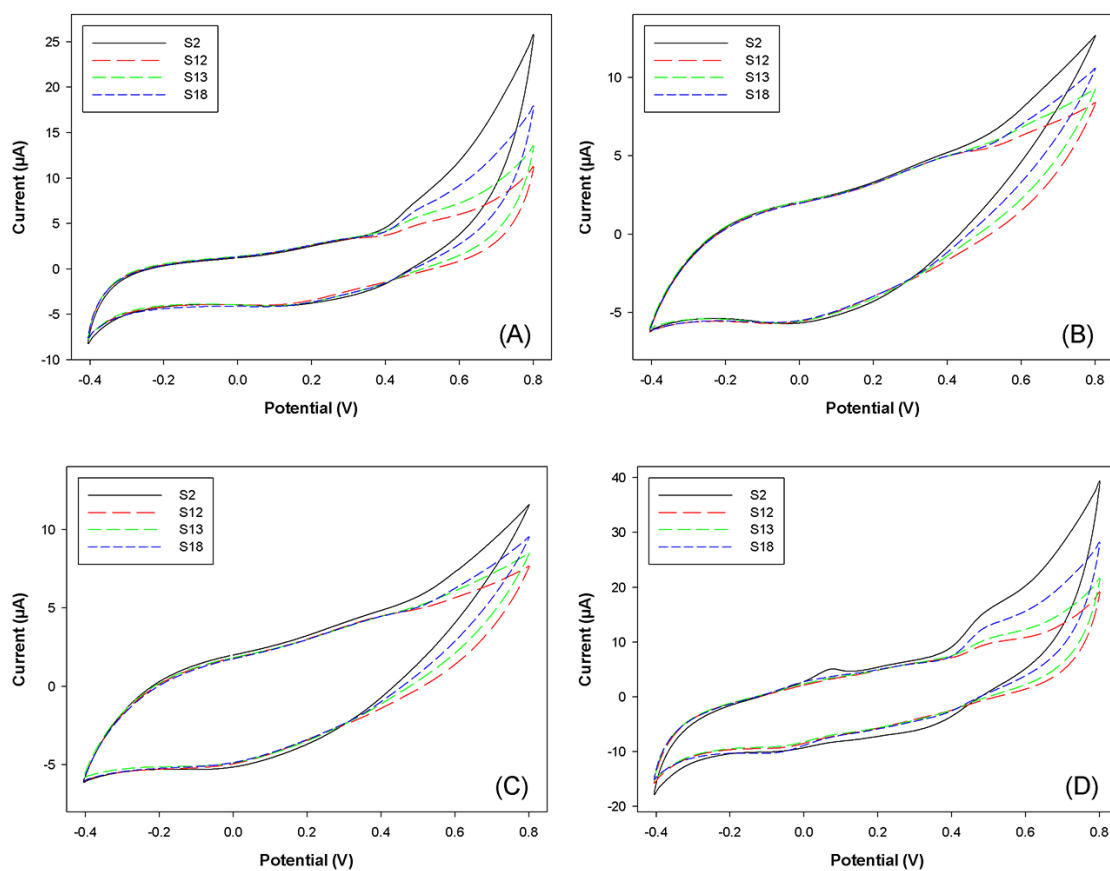 S2
S12
S13
S18
25
20
15
10
5
0
-5
-10
Current (µA)
-0.4 -0.2 0.0 0.2 0.4 0.6 0.8
Potential (V)
(A)
S2
S12
S13
S18
10
5
0
-5
Current (µA)
-0.4 -0.2 0.0 0.2 0.4 0.6 0.8
Potential (V)
(B)
S2
S12
S13
S18
10
5
0
-5
Current (µA)
-0.4 -0.2 0.0 0.2 0.4 0.6 0.8
Potential (V)
(C)
S2
S12
S13
S18
40
30
20
10
0
-10
-20
Current (µA)
-0.4 -0.2 0.0 0.2 0.4 0.6 0.8
Potential (V)
(D)